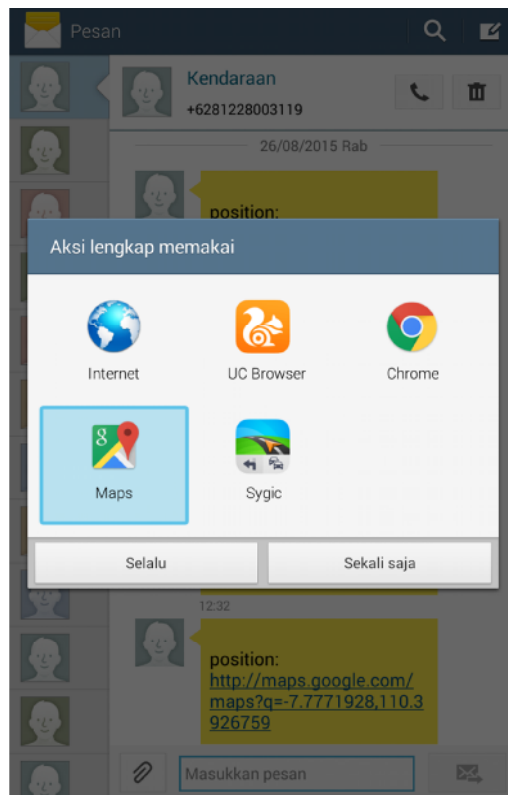 Pesan
Kendaraan
+6281228003119
26/08/2015 Rab
position:
Aksi lengkap memakai
Internet
UC Browser
Chrome
8
Maps
Sygic
Selalu
Sekali saja
12:32
position:
http://maps.google.com/
maps?q=-7.7771928,110.3
926759
Masukkan pesan